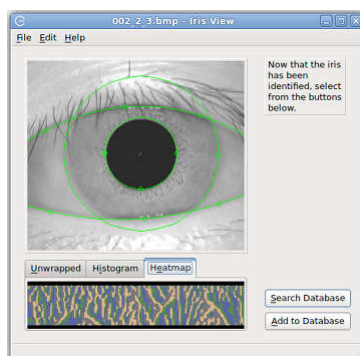 002_2_3.bmp - Iris View
File Edit Help
Now that the iris
has been
identified, select
from the buttons
below.
Unwrapped Histogram Heatmap
Search Database
Add to Database